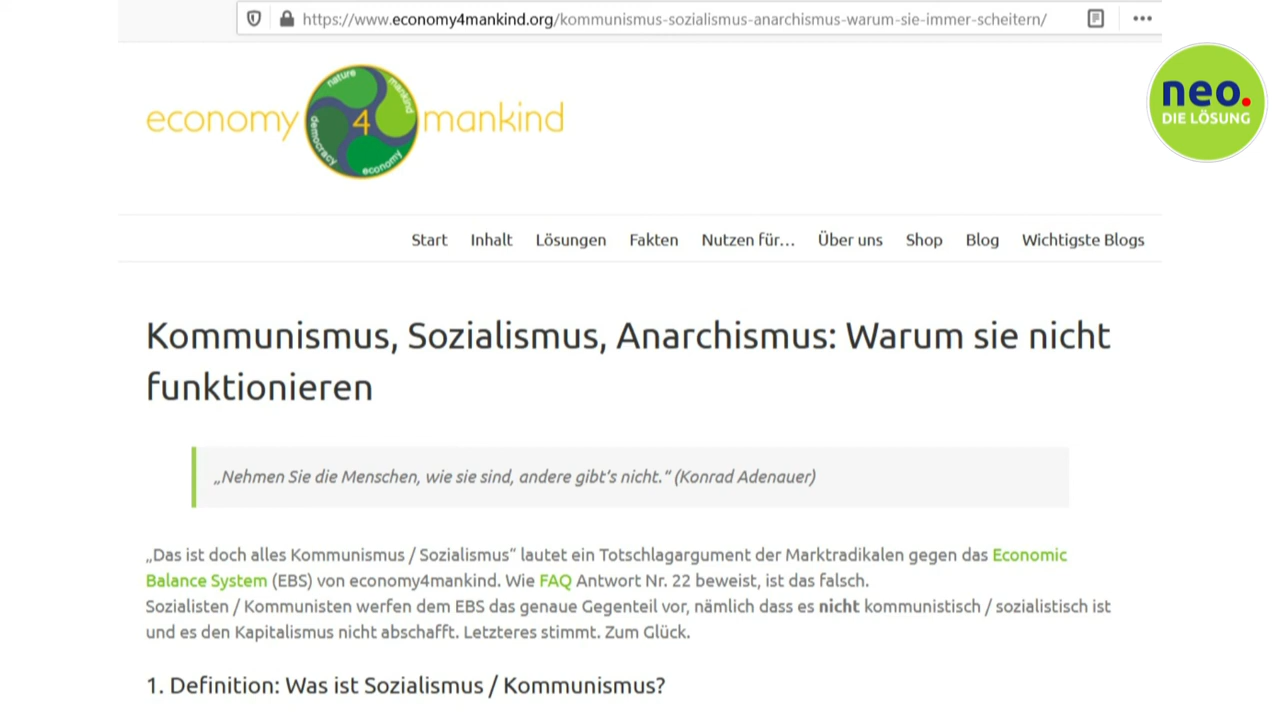 https://www.economy4mankind.org/kommunismus-sozialismus-anarchismus-warum-sie-immer-scheitern/
neo.
DIE LÖSUNG
economy 4 mankind
nature
mankind
democracy
economy
Start Inhalt Lösungen Fakten Nutzen für… Über uns Shop Blog Wichtigste Blogs
Kommunismus, Sozialismus, Anarchismus: Warum sie nicht
funktionieren
„Nehmen Sie die Menschen, wie sie sind, andere gibt’s nicht.“ (Konrad Adenauer)
„Das ist doch alles Kommunismus / Sozialismus“ lautet ein Totschlagargument der Marktradikalen gegen das Economic
Balance System (EBS) von economy4mankind. Wie FAQ Antwort Nr. 22 beweist, ist das falsch.
Sozialisten / Kommunisten werfen dem EBS das genaue Gegenteil vor, nämlich dass es nicht kommunistisch / sozialistisch ist
und es den Kapitalismus nicht abschafft. Letzteres stimmt. Zum Glück.
1. Definition: Was ist Sozialismus / Kommunismus?